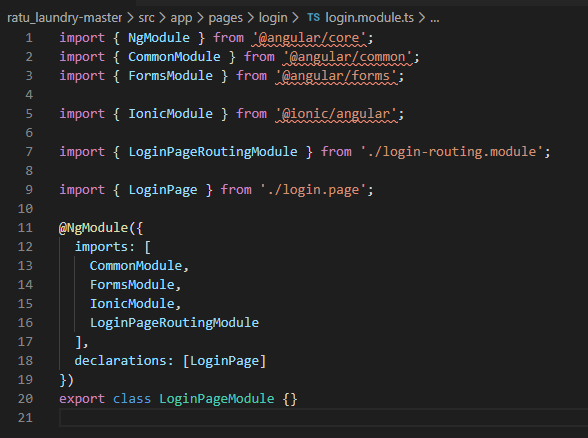 ratu_laundry-master > src > app > pages > login > TS login.module.ts > ...
1 import { NgModule } from '@angular/core';
2 import { CommonModule } from '@angular/common';
3 import { FormsModule } from '@angular/forms';
4
5 import { IonicModule } from '@ionic/angular';
6
7 import { LoginPageRoutingModule } from './login-routing.module';
8
9 import { LoginPage } from './login.page';
10
11 @NgModule({
12   imports: [
13     CommonModule,
14     FormsModule,
15     IonicModule,
16     LoginPageRoutingModule
17   ],
18   declarations: [LoginPage]
19 })
20 export class LoginPageModule {}
21